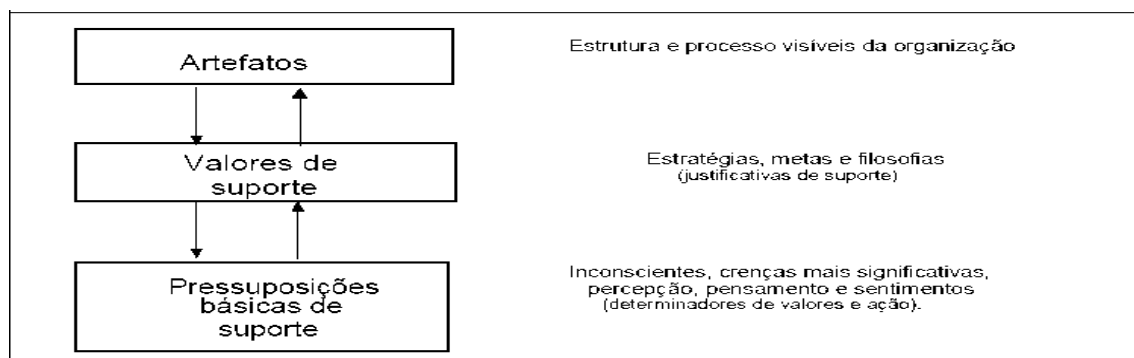 Artefatos
Estrutura e processo visíveis da organização
Valores de
suporte
Estratégias, metas e filosofias
(justificativas de suporte)
Pressuposições
básicas de
suporte
Inconscientes, crenças mais significativas,
percepção, pensamento e sentimentos
(determinadores de valores e ação).